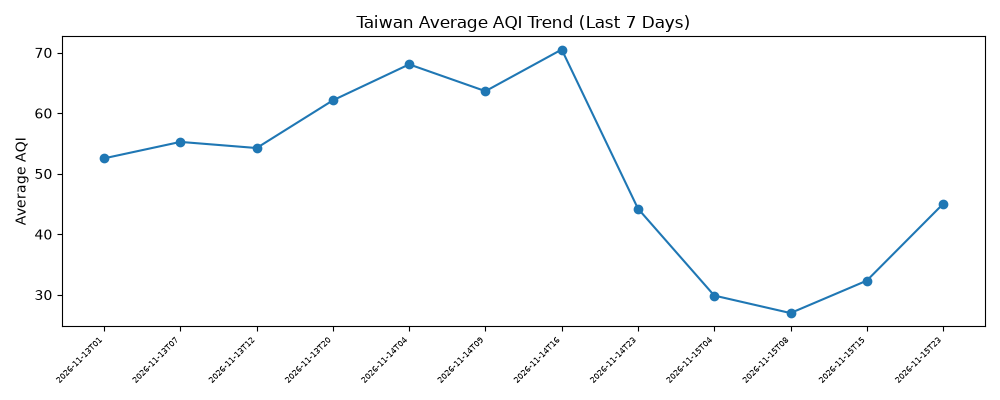 Taiwan Average AQI Trend (Last 7 Days)
Average AQI
70
60
50
40
30
2026-11-13T01
2026-11-13T07
2026-11-13T12
2026-11-13T20
2026-11-14T04
2026-11-14T09
2026-11-14T16
2026-11-14T23
2026-11-15T04
2026-11-15T08
2026-11-15T15
2026-11-15T23